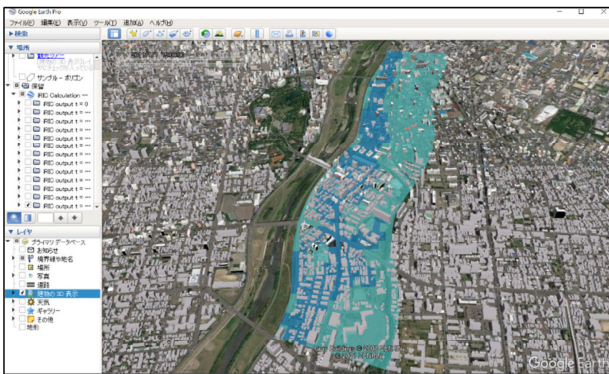 Google Earth Pro
ファイル(F) 編集(E) 表示(V) ツール(T) 追加(A) ヘルプ(H)
検索
場所
サンプル - ポリゴン
保留
iRIC Calculation ...
iRIC output t = 0
iRIC output t = ...
iRIC output t = ...
iRIC output t = ...
iRIC output t = ...
iRIC output t = ...
iRIC output t = ...
iRIC output t = ...
iRIC output t = ...
iRIC output t = ...
iRIC output t = ...
レイヤ
プライマリ データベース
お知らせ
境界線や地名
場所
写真
道路
建物の 3D 表示
天気
ギャラリー
その他
地形
Google Earth